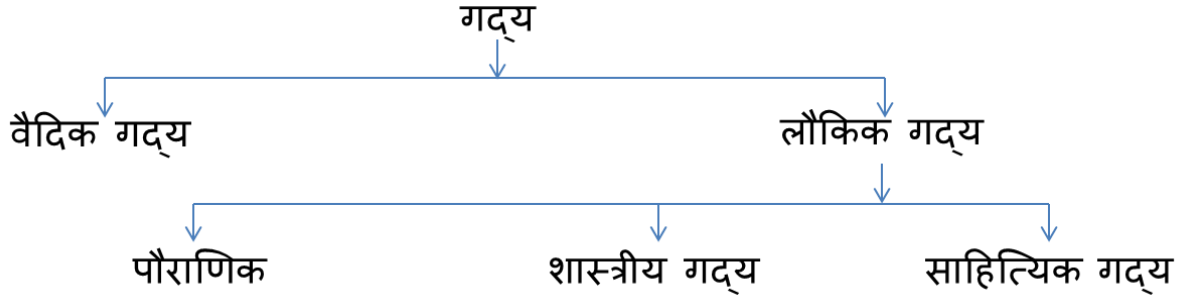 गद्य
वैदिक गद्य लौकिक गद्य
पौराणिक शास्त्रीय गद्य साहित्यिक गद्य